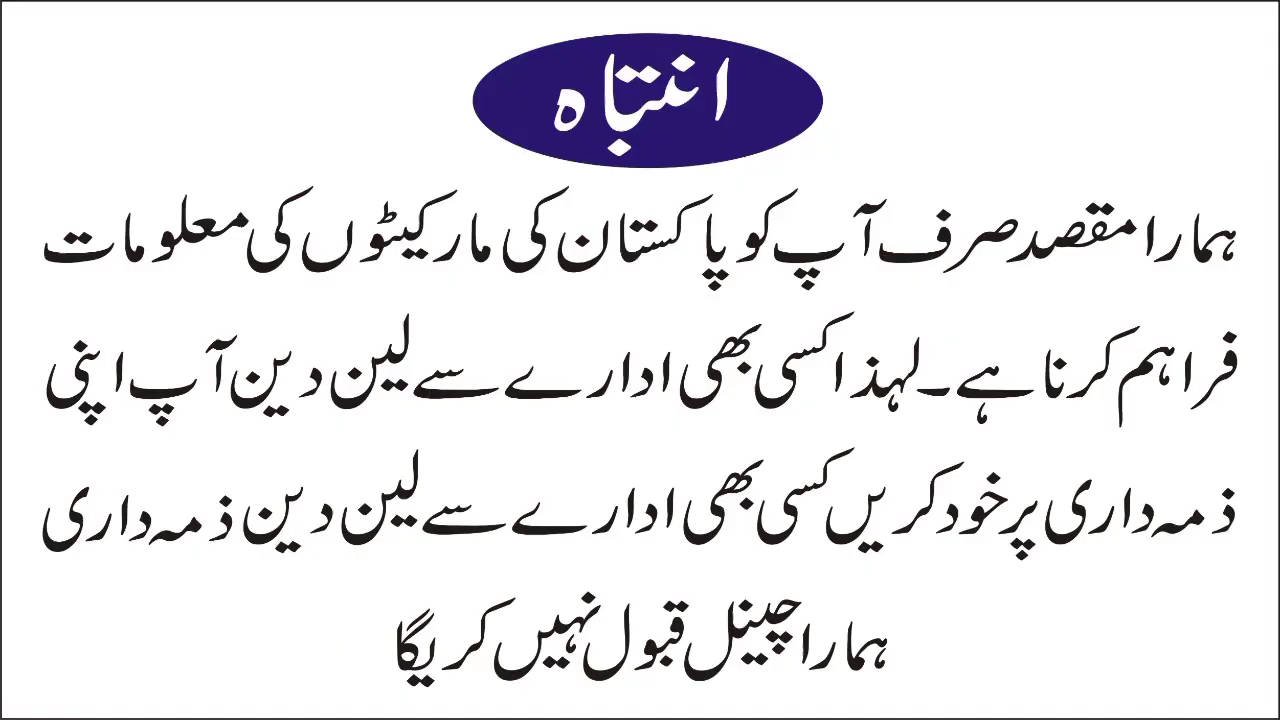 انتباہ
ہمارا مقصد صرف آپ کو پاکستان کی مارکیٹوں کی معلومات
فراہم کرنا ہے۔ لہذا کسی بھی ادارے سے لین دین آپ اپنی
ذمہ داری پر خود کریں کسی بھی ادارے سے لین دین ذمہ داری
ہمارا چینل قبول نہیں کریگا